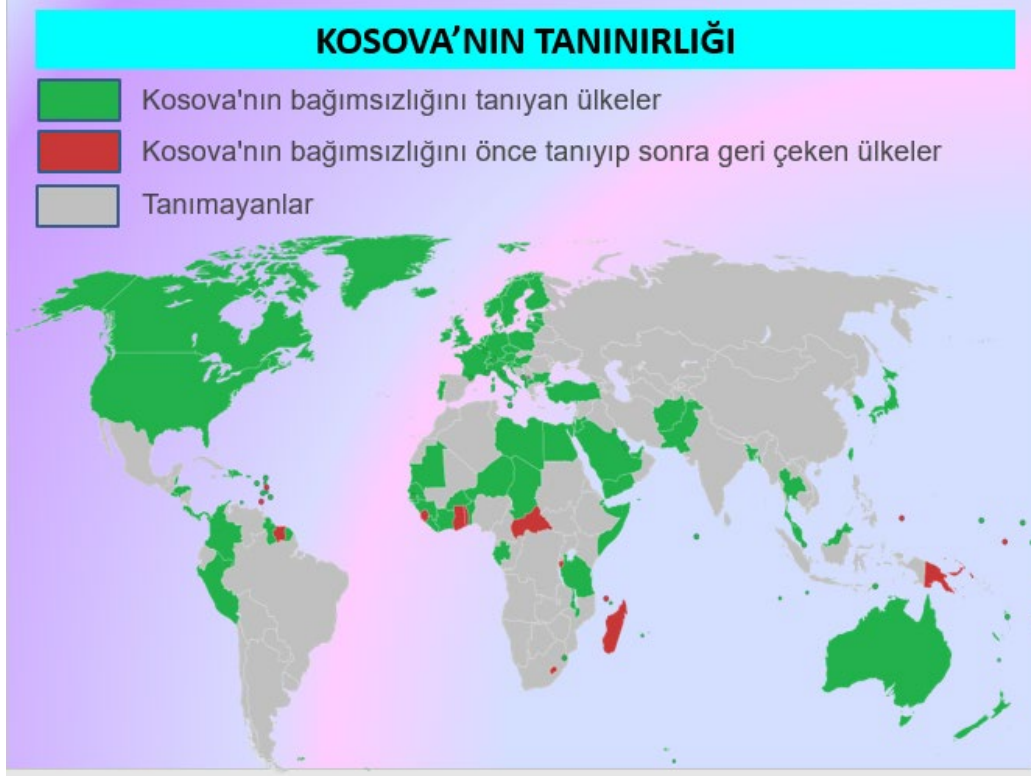 KOSOVA’NIN TANINIRLIĞI
Kosova'nın bağımsızlığını tanıyan ülkeler
Kosova'nın bağımsızlığını önce tanıyıp sonra geri çeken ülkeler
Tanımayanlar